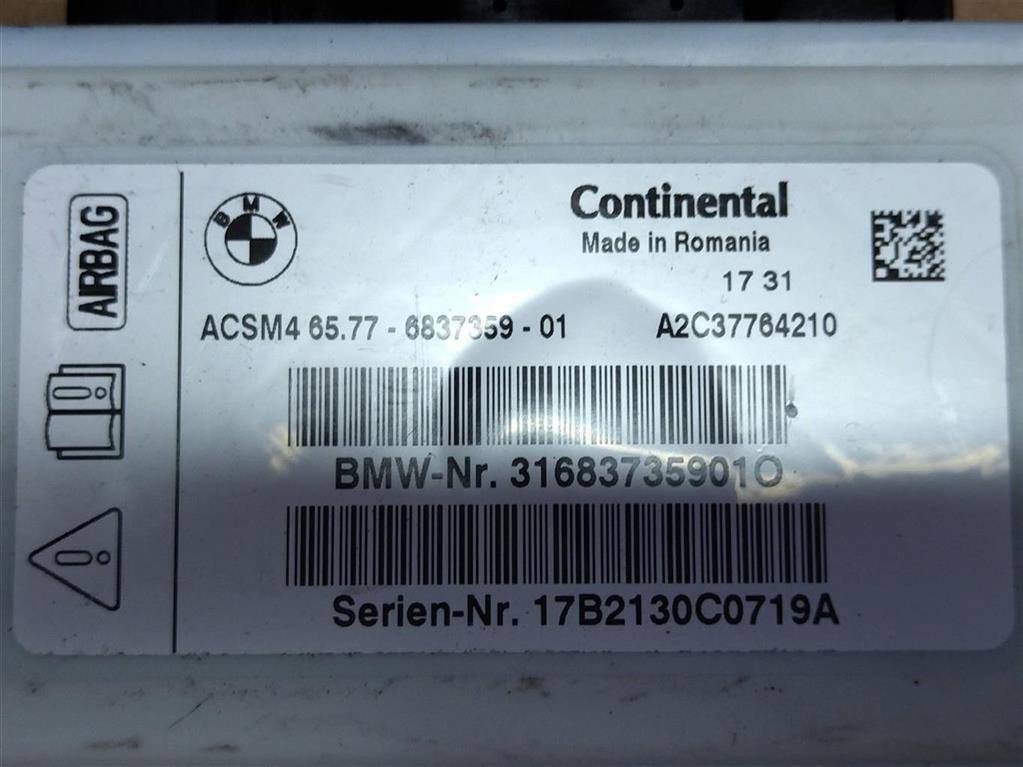 AIRBAG
BMW
Continental
Made in Romania
17 31
ACSM4 65.77 - 6837359 - 01 A2C37764210
BMW-Nr. 31683735901O
Serien-Nr. 17B2130C0719A